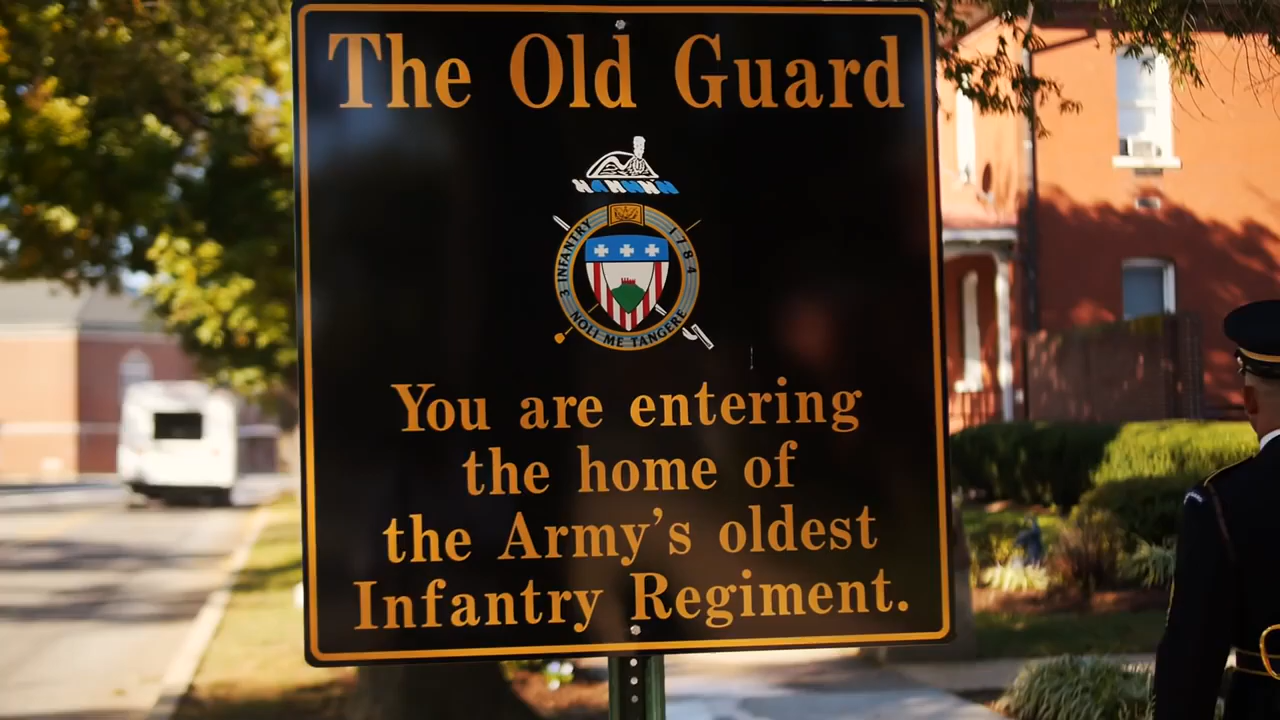 The Old Guard
3 INFANTRY 1784
NOLI ME TANGERE
You are entering
the home of
the Army's oldest
Infantry Regiment.